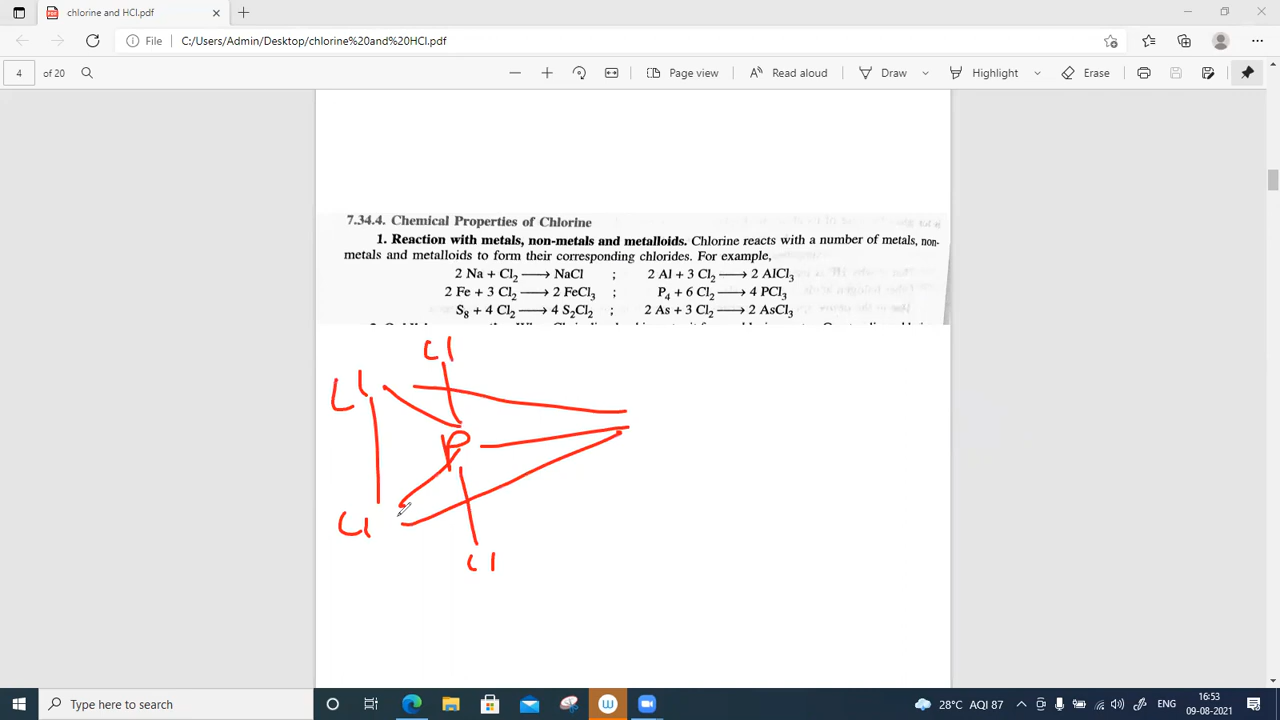 chlorine and HCl.pdf
File C:/Users/Admin/Desktop/chlorine%20and%20HCl.pdf
4 of 20 Page view Read aloud Draw Highlight Erase
7.34.4. Chemical Properties of Chlorine
1. Reaction with metals, non-metals and metalloids. Chlorine reacts with a number of metals, non-
metals and metalloids to form their corresponding chlorides. For example,
2 Na + Cl₂ ⟶ NaCl ; 2 Al + 3 Cl₂ ⟶ 2 AlCl₃
2 Fe + 3 Cl₂ ⟶ 2 FeCl₃ ; P₄ + 6 Cl₂ ⟶ 4 PCl₃
S₈ + 4 Cl₂ ⟶ 4 S₂Cl₂ ; 2 As + 3 Cl₂ ⟶ 2 AsCl₃
Cl
Cl
P
Cl
Cl
Type here to search
28°C AQI 87 ENG 16:53
09-08-2021